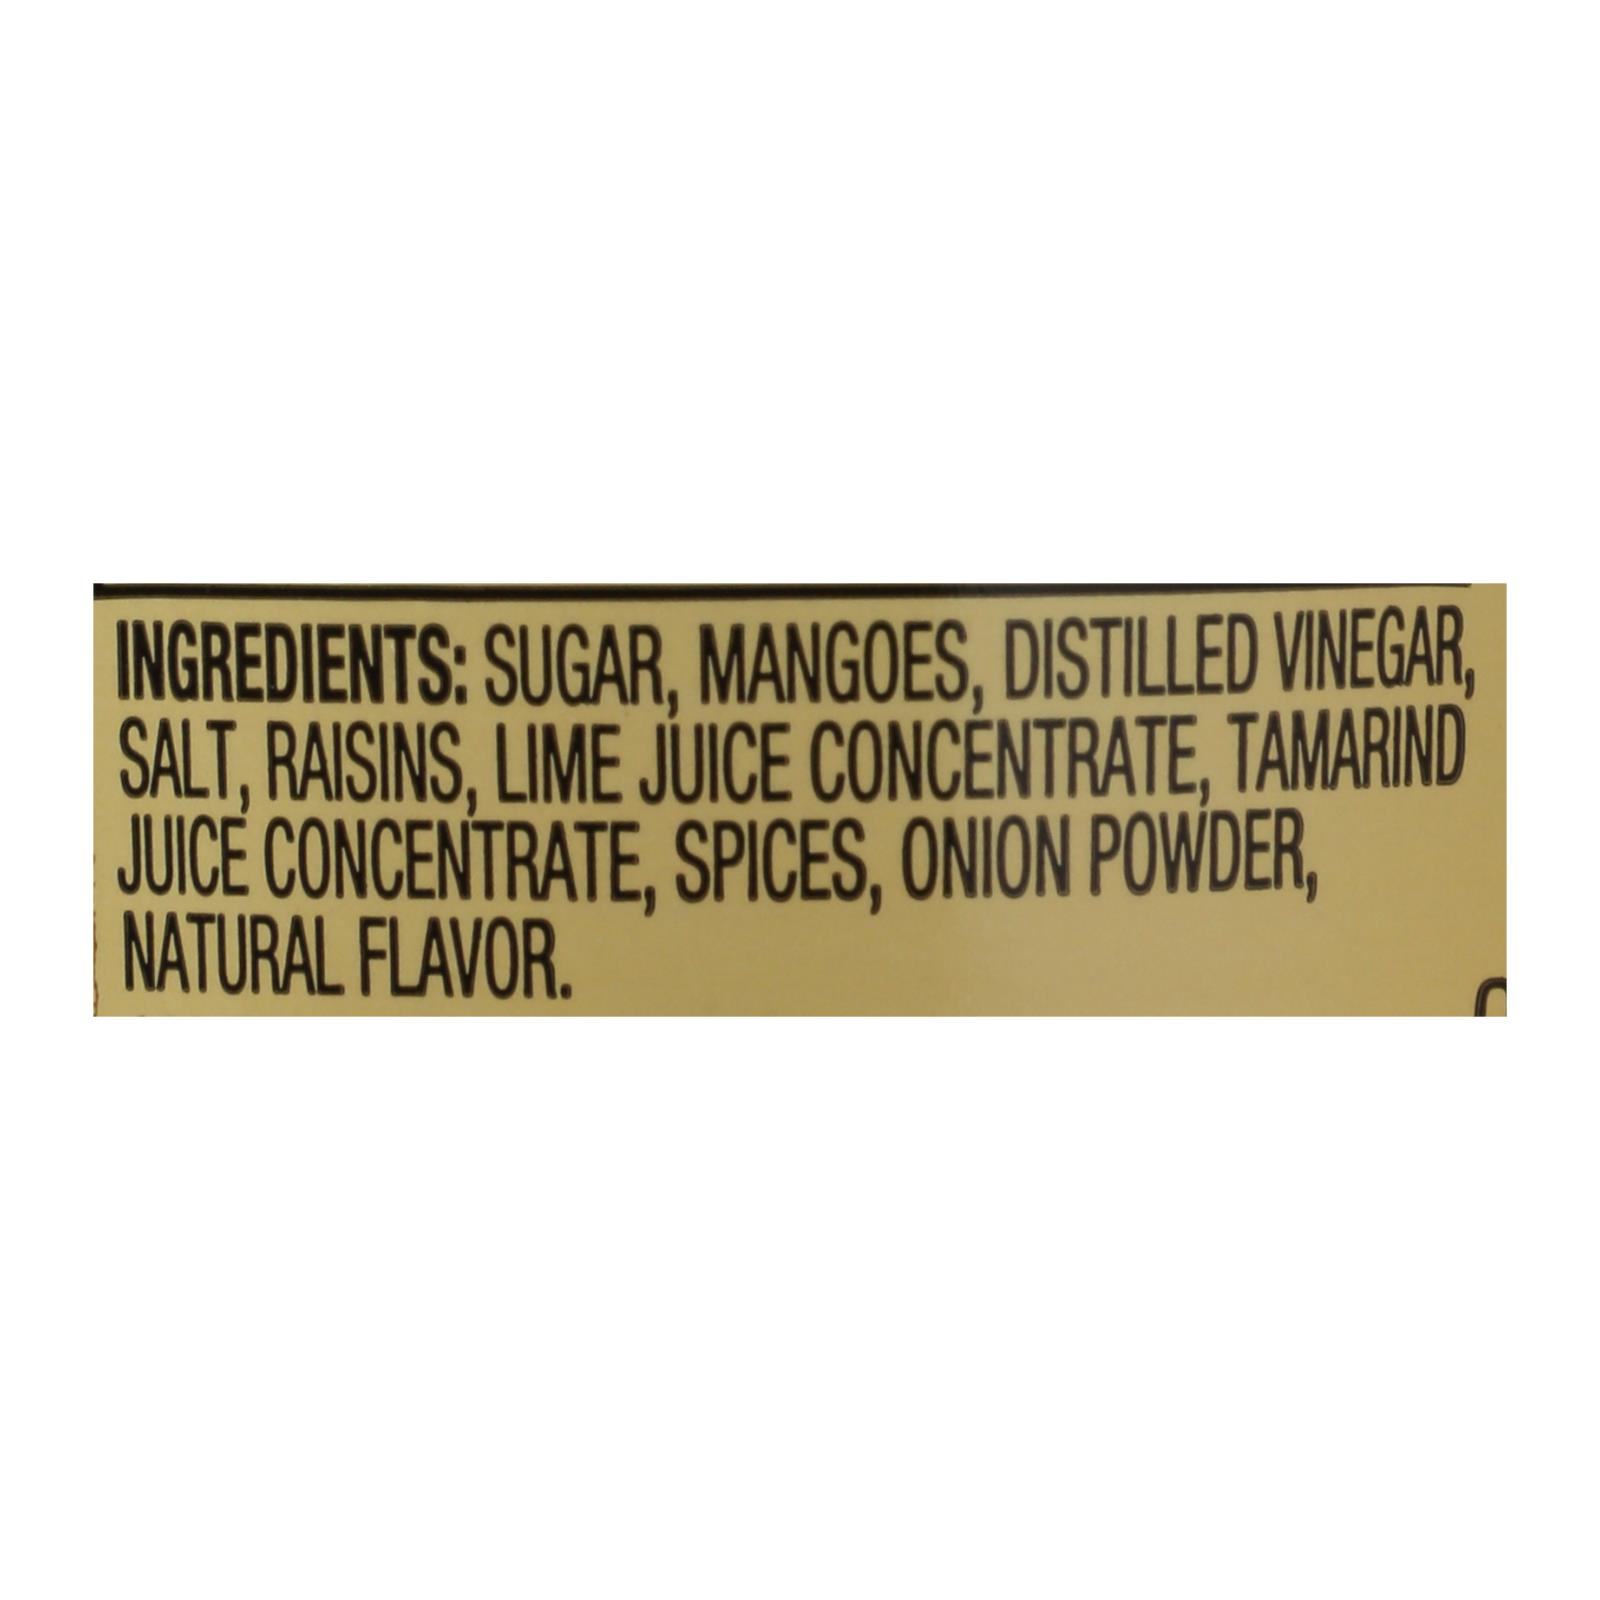 INGREDIENTS: SUGAR, MANGOES, DISTILLED VINEGAR,
SALT, RAISINS, LIME JUICE CONCENTRATE, TAMARIND
JUICE CONCENTRATE, SPICES, ONION POWDER,
NATURAL FLAVOR.